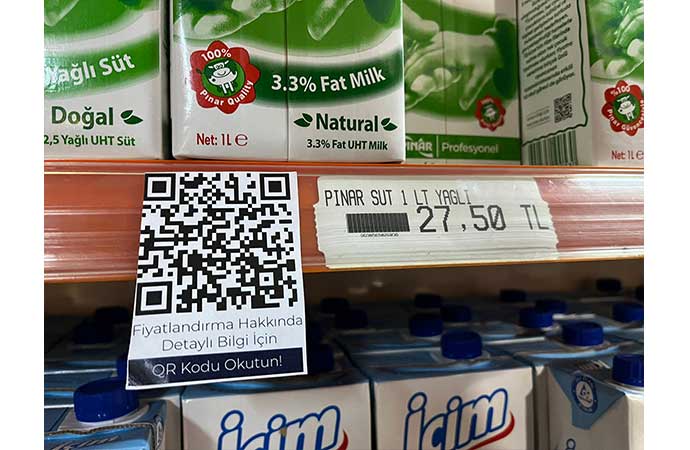 Yağlı Süt
Doğal
2,5 Yağlı UHT Süt
100%
Pınar Quality
3.3% Fat Milk
Natural
3.3% Fat UHT Milk
Net: 1L e
PINAR
Profesyonel
%100
Net: 1L e
PINAR SUT 1 LT YAGLI
27,50 TL
Fiyatlandırma Hakkında
Detaylı Bilgi İçin
QR Kodu Okutun!
içim
içim